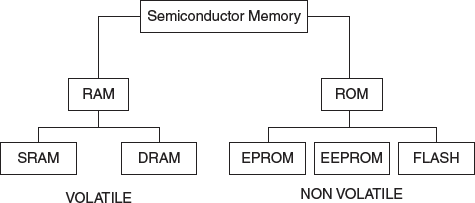 Semiconductor Memory
RAM
ROM
SRAM
DRAM
EPROM
EEPROM
FLASH
VOLATILE
NON VOLATILE